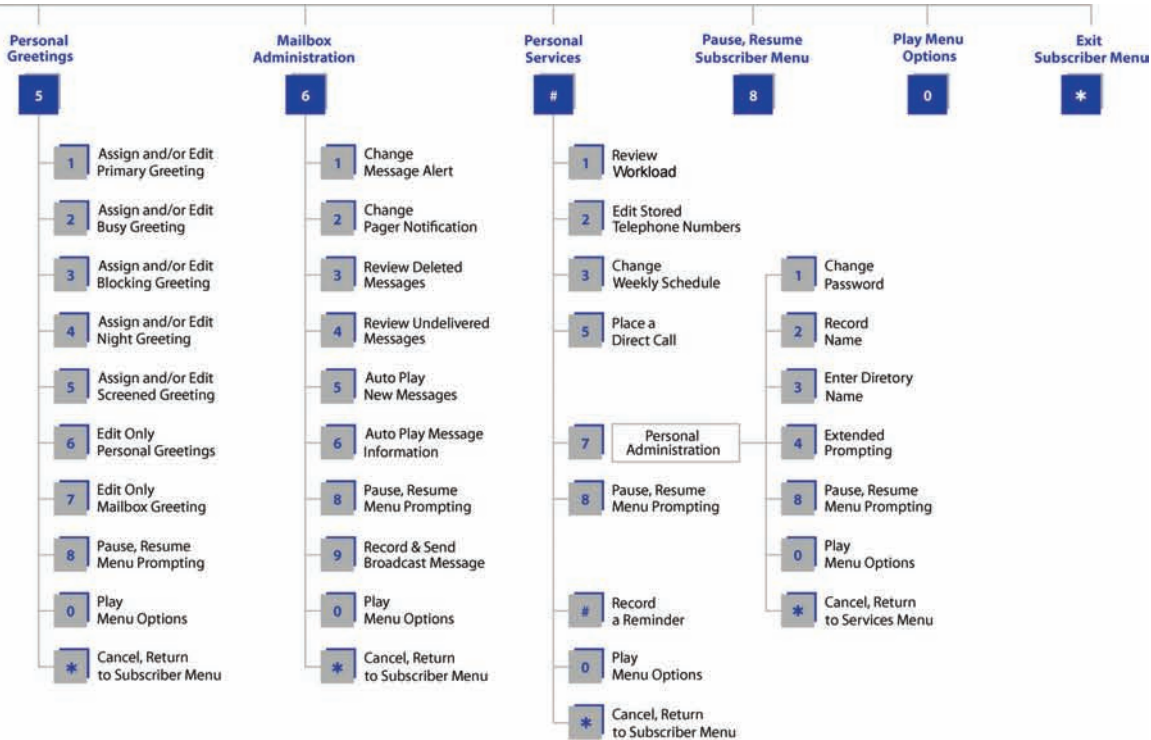 Personal
Greetings
5
1
Assign and/or Edit
Primary Greeting
2
Assign and/or Edit
Busy Greeting
3
Assign and/or Edit
Blocking Greeting
4
Assign and/or Edit
Night Greeting
5
Assign and/or Edit
Screened Greeting
6
Edit Only
Personal Greetings
7
Edit Only
Mailbox Greeting
8
Pause, Resume
Menu Prompting
0
Play
Menu Options
*
Cancel, Return
to Subscriber Menu
Mailbox
Administration
6
1
Change
Message Alert
2
Change
Pager Notification
3
Review Deleted
Messages
4
Review Undelivered
Messages
5
Auto Play
New Messages
6
Auto Play Message
Information
8
Pause, Resume
Menu Prompting
9
Record & Send
Broadcast Message
0
Play
Menu Options
*
Cancel, Return
to Subscriber Menu
Personal
Services
#
1
Review
Workload
2
Edit Stored
Telephone Numbers
3
Change
Weekly Schedule
5
Place a
Direct Call
7
Personal
Administration
8
Pause, Resume
Menu Prompting
#
Record
a Reminder
0
Play
Menu Options
*
Cancel, Return
to Subscriber Menu
1
Change
Password
2
Record
Name
3
Enter Diretory
Name
4
Extended
Prompting
8
Pause, Resume
Menu Prompting
0
Play
Menu Options
*
Cancel, Return
to Services Menu
Pause, Resume
Subscriber Menu
8
Play Menu
Options
0
Exit
Subscriber Menu
*